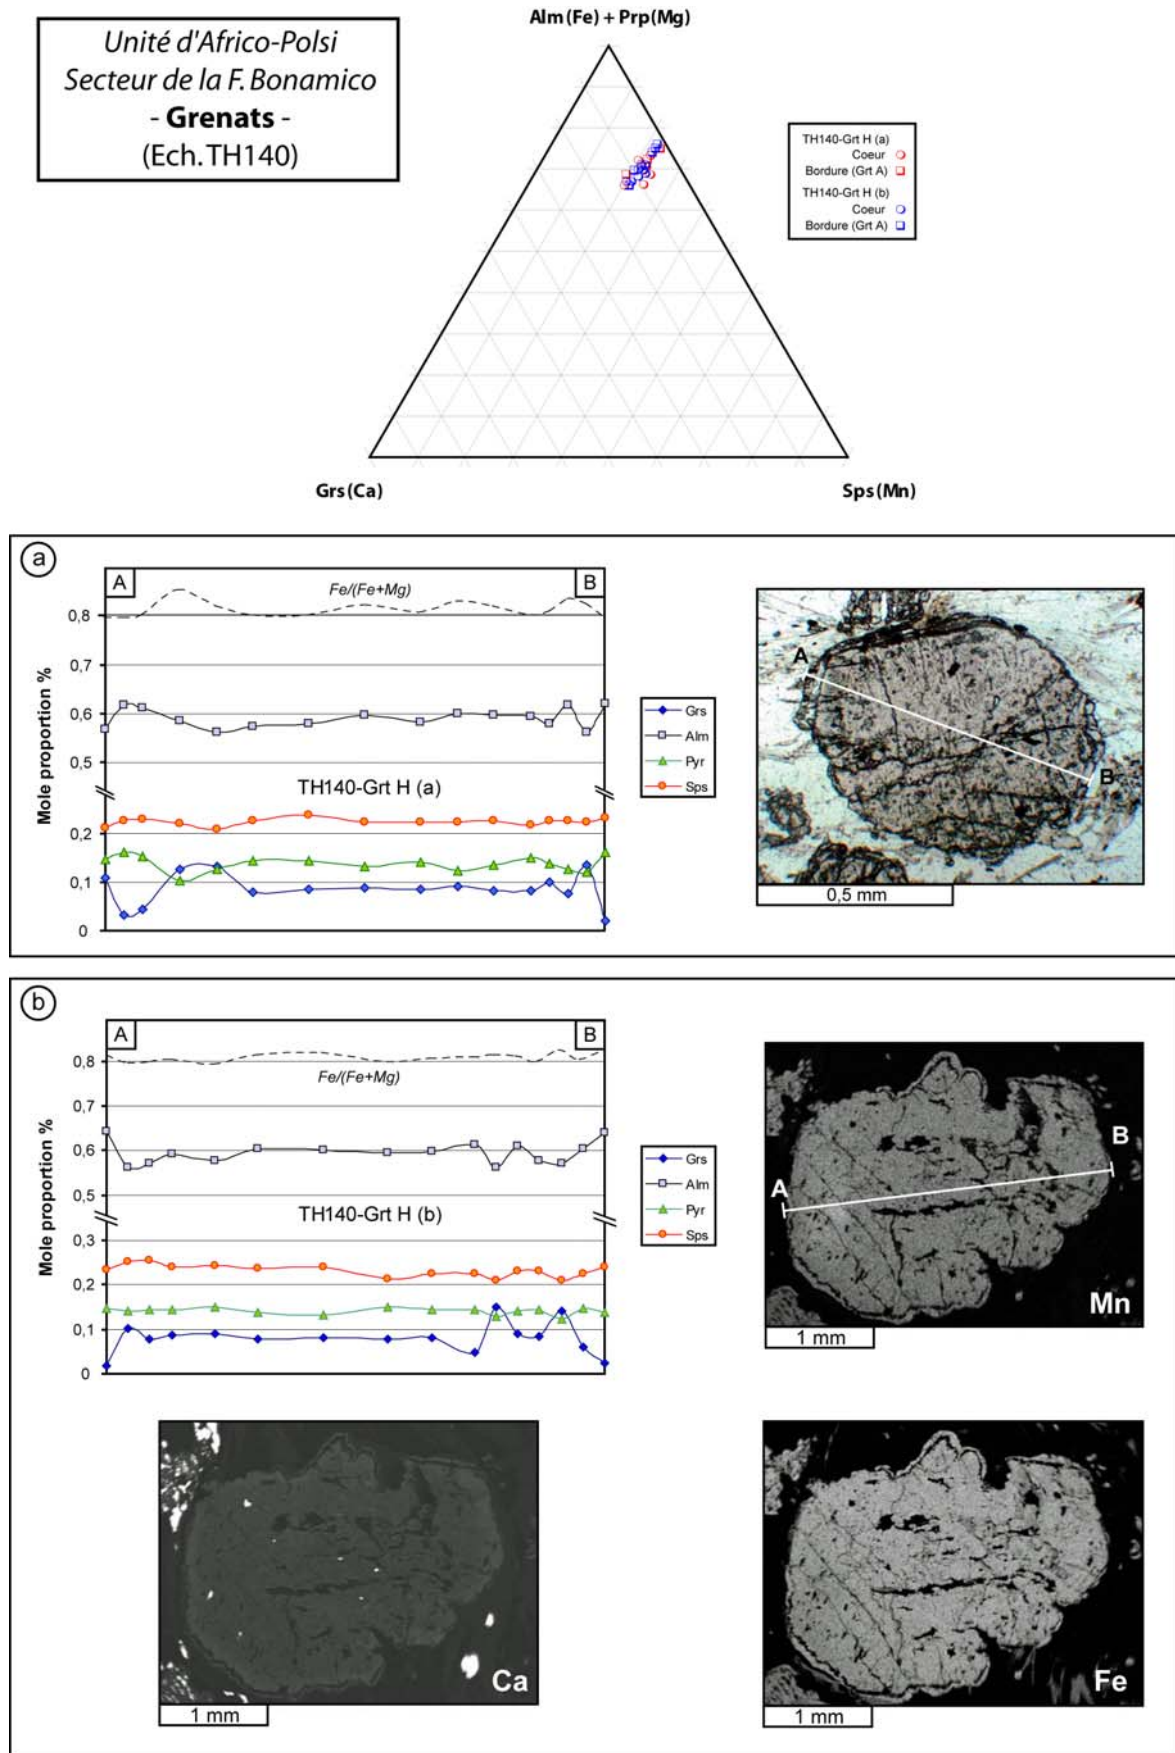 Unité d'Africo-Polsi
Secteur de la F. Bonamico
- Grenats -
(Ech. TH140)
Alm (Fe) + Prp (Mg)
Grs (Ca)
Sps (Mn)
TH140-Grt H (a)
Coeur
Bordure (Grt A)
TH140-Grt H (b)
Coeur
Bordure (Grt A)
a
A
B
Fe/(Fe+Mg)
Mole proportion %
0,8
0,7
0,6
0,5
0,2
0,1
0
TH140-Grt H (a)
Grs
Alm
Pyr
Sps
A
B
0,5 mm
b
A
B
Fe/(Fe+Mg)
Mole proportion %
0,8
0,7
0,6
0,5
0,3
0,2
0,1
0
TH140-Grt H (b)
Grs
Alm
Pyr
Sps
A
B
Mn
1 mm
Ca
1 mm
Fe
1 mm